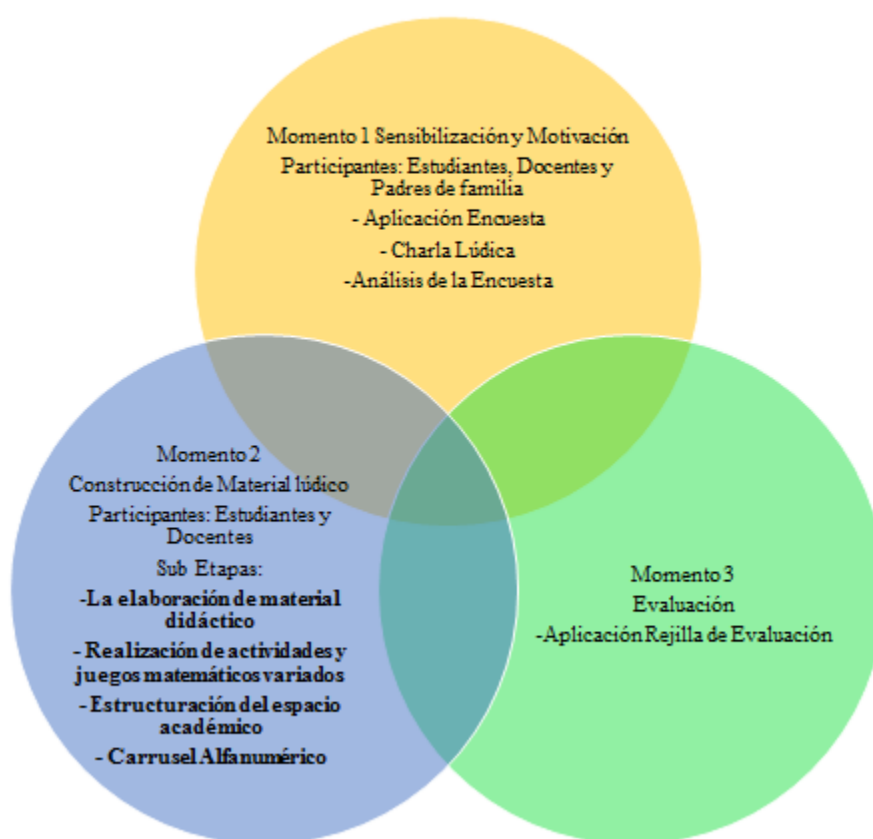 Momento 1 Sensibilización y Motivación
Participantes: Estudiantes, Docentes y
Padres de familia
- Aplicación Encuesta
- Charla Lúdica
-Análisis de la Encuesta
Momento 2
Construcción de Material lúdico
Participantes: Estudiantes y
Docentes
Sub Etapas:
-La elaboración de material
didáctico
- Realización de actividades y
juegos matemáticos variados
- Estructuración del espacio
académico
- Carrusel Alfanumérico
Momento 3
Evaluación
-Aplicación Rejilla de Evaluación